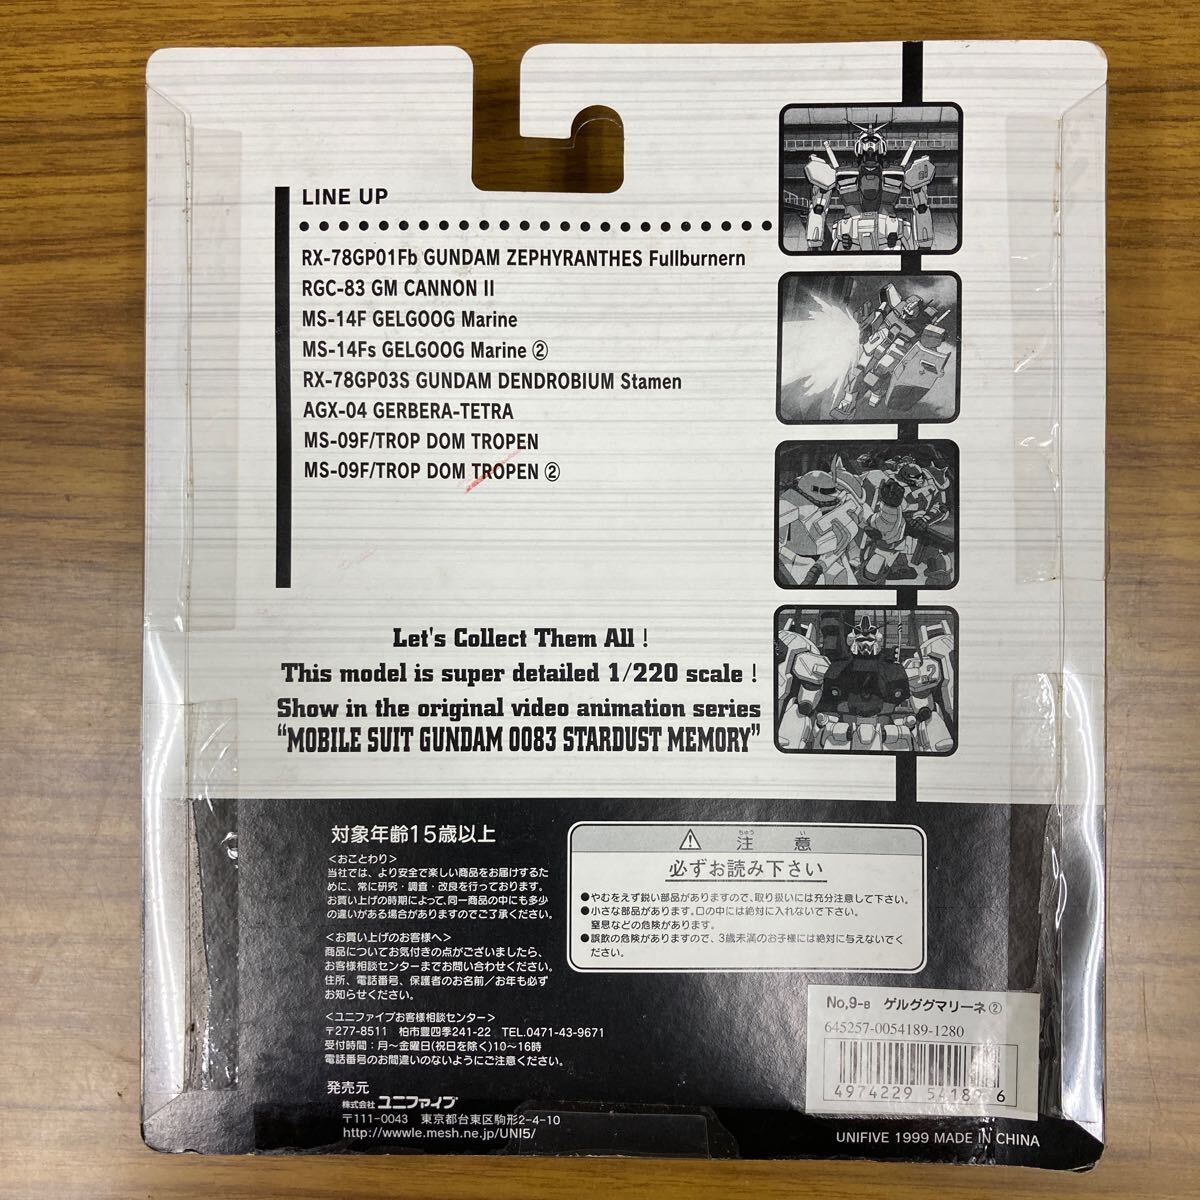 LINE UP
RX-78GP01Fb GUNDAM ZEPHYRANTHES Fullburnern
RGC-83 GM CANNON II
MS-14F GELGOOG Marine
MS-14Fs GELGOOG Marine ②
RX-78GP03S GUNDAM DENDROBIUM Stamen
AGX-04 GERBERA-TETRA
MS-09F/TROP DOM TROPEN
MS-09F/TROP DOM TROPEN ②
Let's Collect Them All !
This model is super detailed 1/220 scale !
Show in the original video animation series
"MOBILE SUIT GUNDAM 0083 STARDUST MEMORY"
対象年齢15歳以上
<おことわり>
当社では、より安全で楽しい商品をお届けするた
めに、常に研究・調査・改良を行っております。
お買い上げの時期によって、同一商品の中にも多少
の違いがある場合がありますのでご了承ください。
<お買い上げのお客様へ>
商品についてお気付きの点がございましたら、
お客様相談センターまでお問い合わせください。
住所、電話番号、保護者のお名前/お年も必ず
お知らせください。
<ユニファイブお客様相談センター>
〒277-8511 柏市豊四季241-22 TEL.0471-43-9671
受付時間：月～金曜日(祝日を除く)10～16時
電話番号のお間違いのないようにご注意ください。
発売元
株式会社 ユニファイブ
〒111-0043 東京都台東区駒形2-4-10
http://wwwle.mesh.ne.jp/UNI5/
ちゅう い
注 意
必ずお読み下さい
●やむをえず鋭い部品がありますので、取り扱いには充分注意して下さい。
●小さな部品があります。口の中には絶対に入れないで下さい。
窒息などの危険があります。
●誤飲の危険がありますので、3歳未満のお子様には絶対に与えないでく
ださい。
No,9-B ゲルググマリーネ②
645257-0054189-1280
4974229 541896
UNIFIVE 1999 MADE IN CHINA